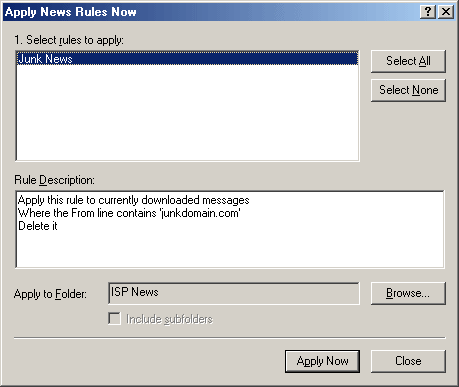 Apply News Rules Now
1. Select rules to apply:
Junk News
Select All
Select None
Rule Description:
Apply this rule to currently downloaded messages
Where the From line contains 'junkdomain.com'
Delete it
Apply to Folder:
ISP News
Browse...
Include subfolders
Apply Now
Close